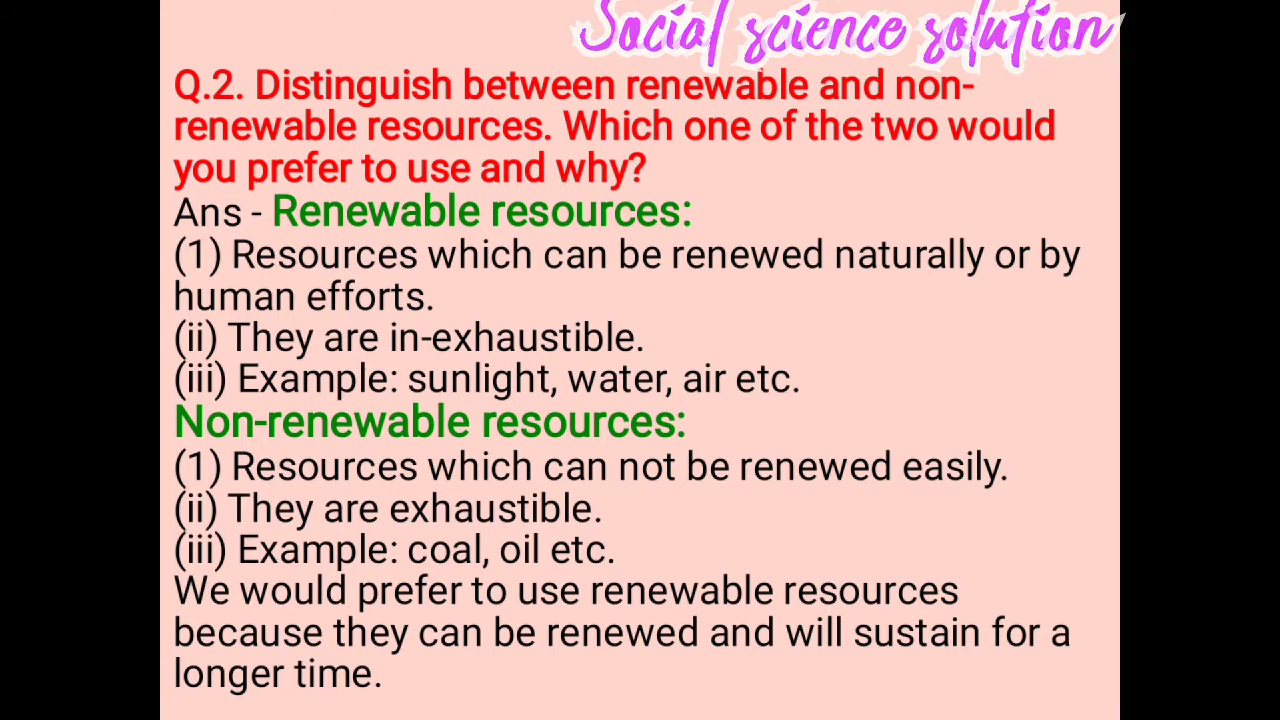 Social science solution
Q.2. Distinguish between renewable and non-
renewable resources. Which one of the two would
you prefer to use and why?
Ans - Renewable resources:
(1) Resources which can be renewed naturally or by
human efforts.
(ii) They are in-exhaustible.
(iii) Example: sunlight, water, air etc.
Non-renewable resources:
(1) Resources which can not be renewed easily.
(ii) They are exhaustible.
(iii) Example: coal, oil etc.
We would prefer to use renewable resources
because they can be renewed and will sustain for a
longer time.